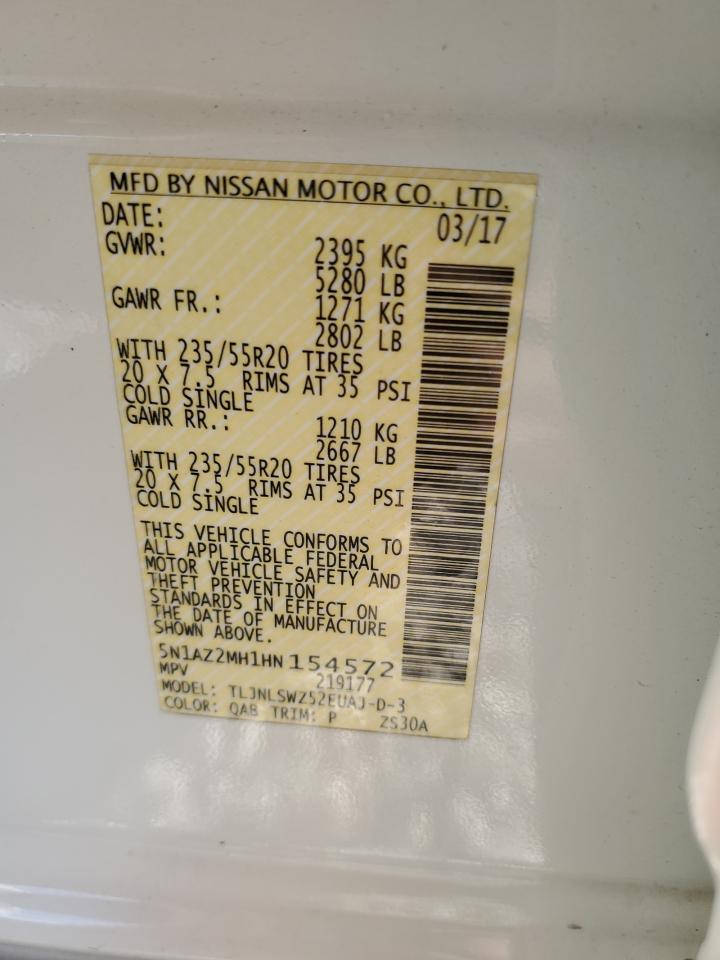 MFD BY NISSAN MOTOR CO., LTD.
DATE: 03/17
GVWR: 2395 KG
5280 LB
GAWR FR.: 1271 KG
2802 LB
WITH 235/55R20 TIRES
20 X 7.5 RIMS AT 35 PSI
COLD SINGLE
GAWR RR.: 1210 KG
2667 LB
WITH 235/55R20 TIRES
20 X 7.5 RIMS AT 35 PSI
COLD SINGLE
THIS VEHICLE CONFORMS TO
ALL APPLICABLE FEDERAL
MOTOR VEHICLE SAFETY AND
THEFT PREVENTION
STANDARDS IN EFFECT ON
THE DATE OF MANUFACTURE
SHOWN ABOVE.
5N1AZ2MH1HN 154572
MPV 219177
MODEL: TLJNLSWZ52EUAJ-D-3
COLOR: QAB TRIM: P ZS30A